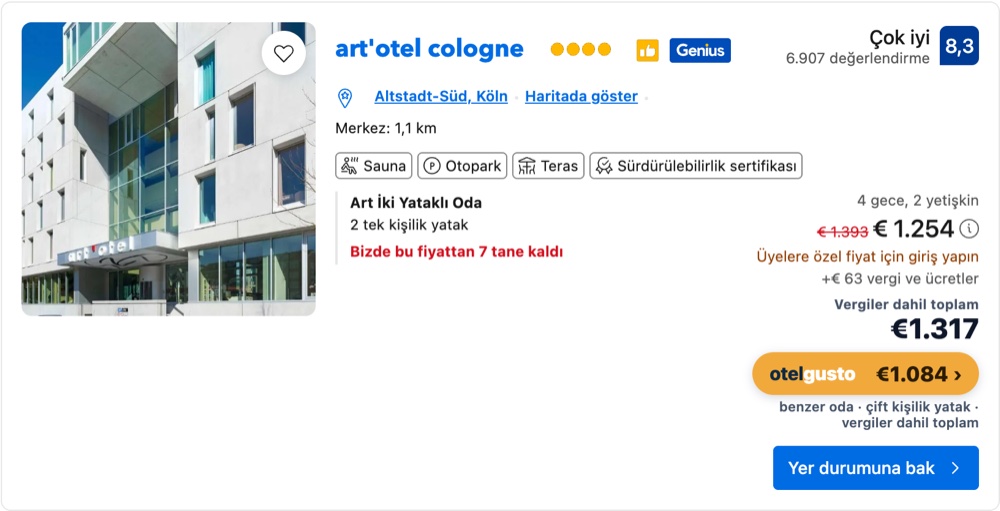 art'otel cologne
Genius
Çok iyi
6.907 değerlendirme
8,3
Altstadt-Süd, Köln · Haritada göster ·
Merkez: 1,1 km
Sauna
Otopark
Teras
Sürdürülebilirlik sertifikası
Art İki Yataklı Oda
2 tek kişilik yatak
Bizde bu fiyattan 7 tane kaldı
4 gece, 2 yetişkin
€ 1.393 € 1.254
Üyelere özel fiyat için giriş yapın
+€ 63 vergi ve ücretler
Vergiler dahil toplam
€1.317
otelgusto €1.084 ›
benzer oda · çift kişilik yatak ·
vergiler dahil toplam
Yer durumuna bak
art'otel